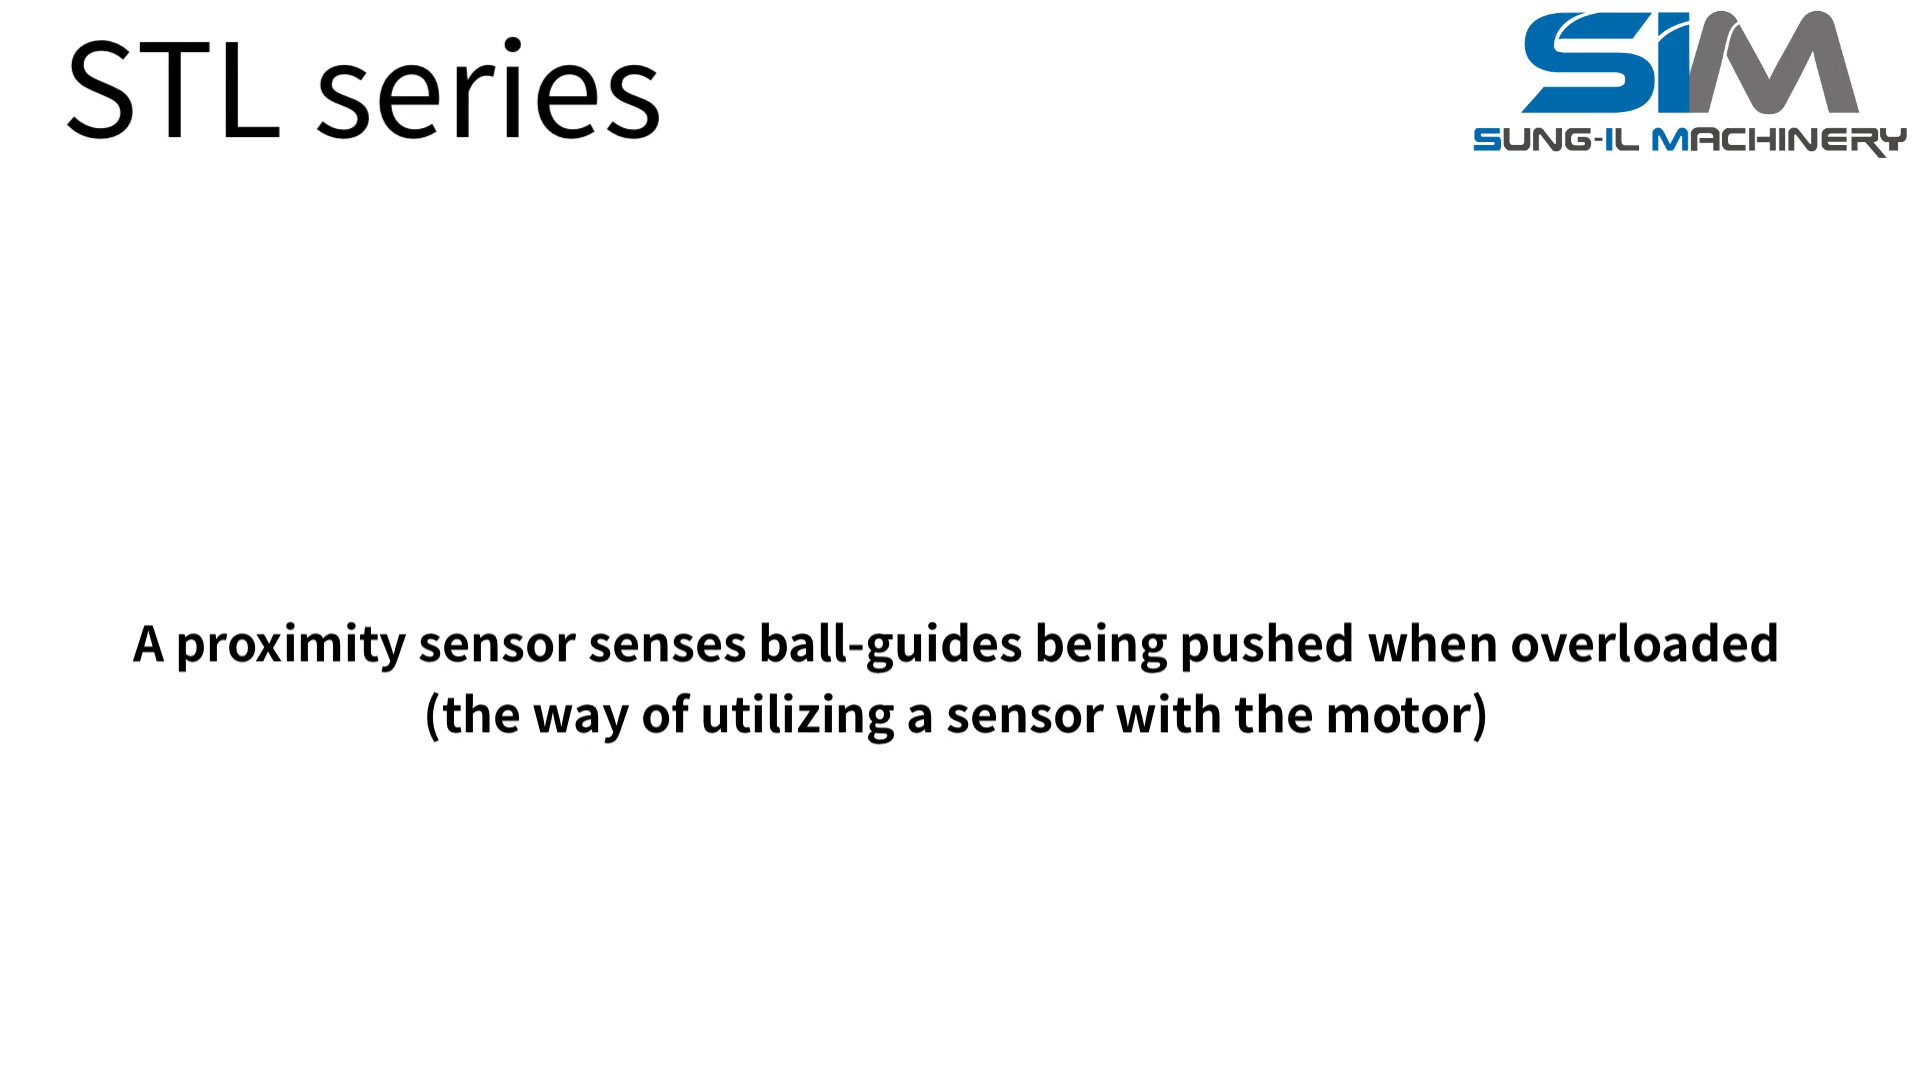 STL series
SIM
SUNG-IL MACHINERY
A proximity sensor senses ball-guides being pushed when overloaded
(the way of utilizing a sensor with the motor)